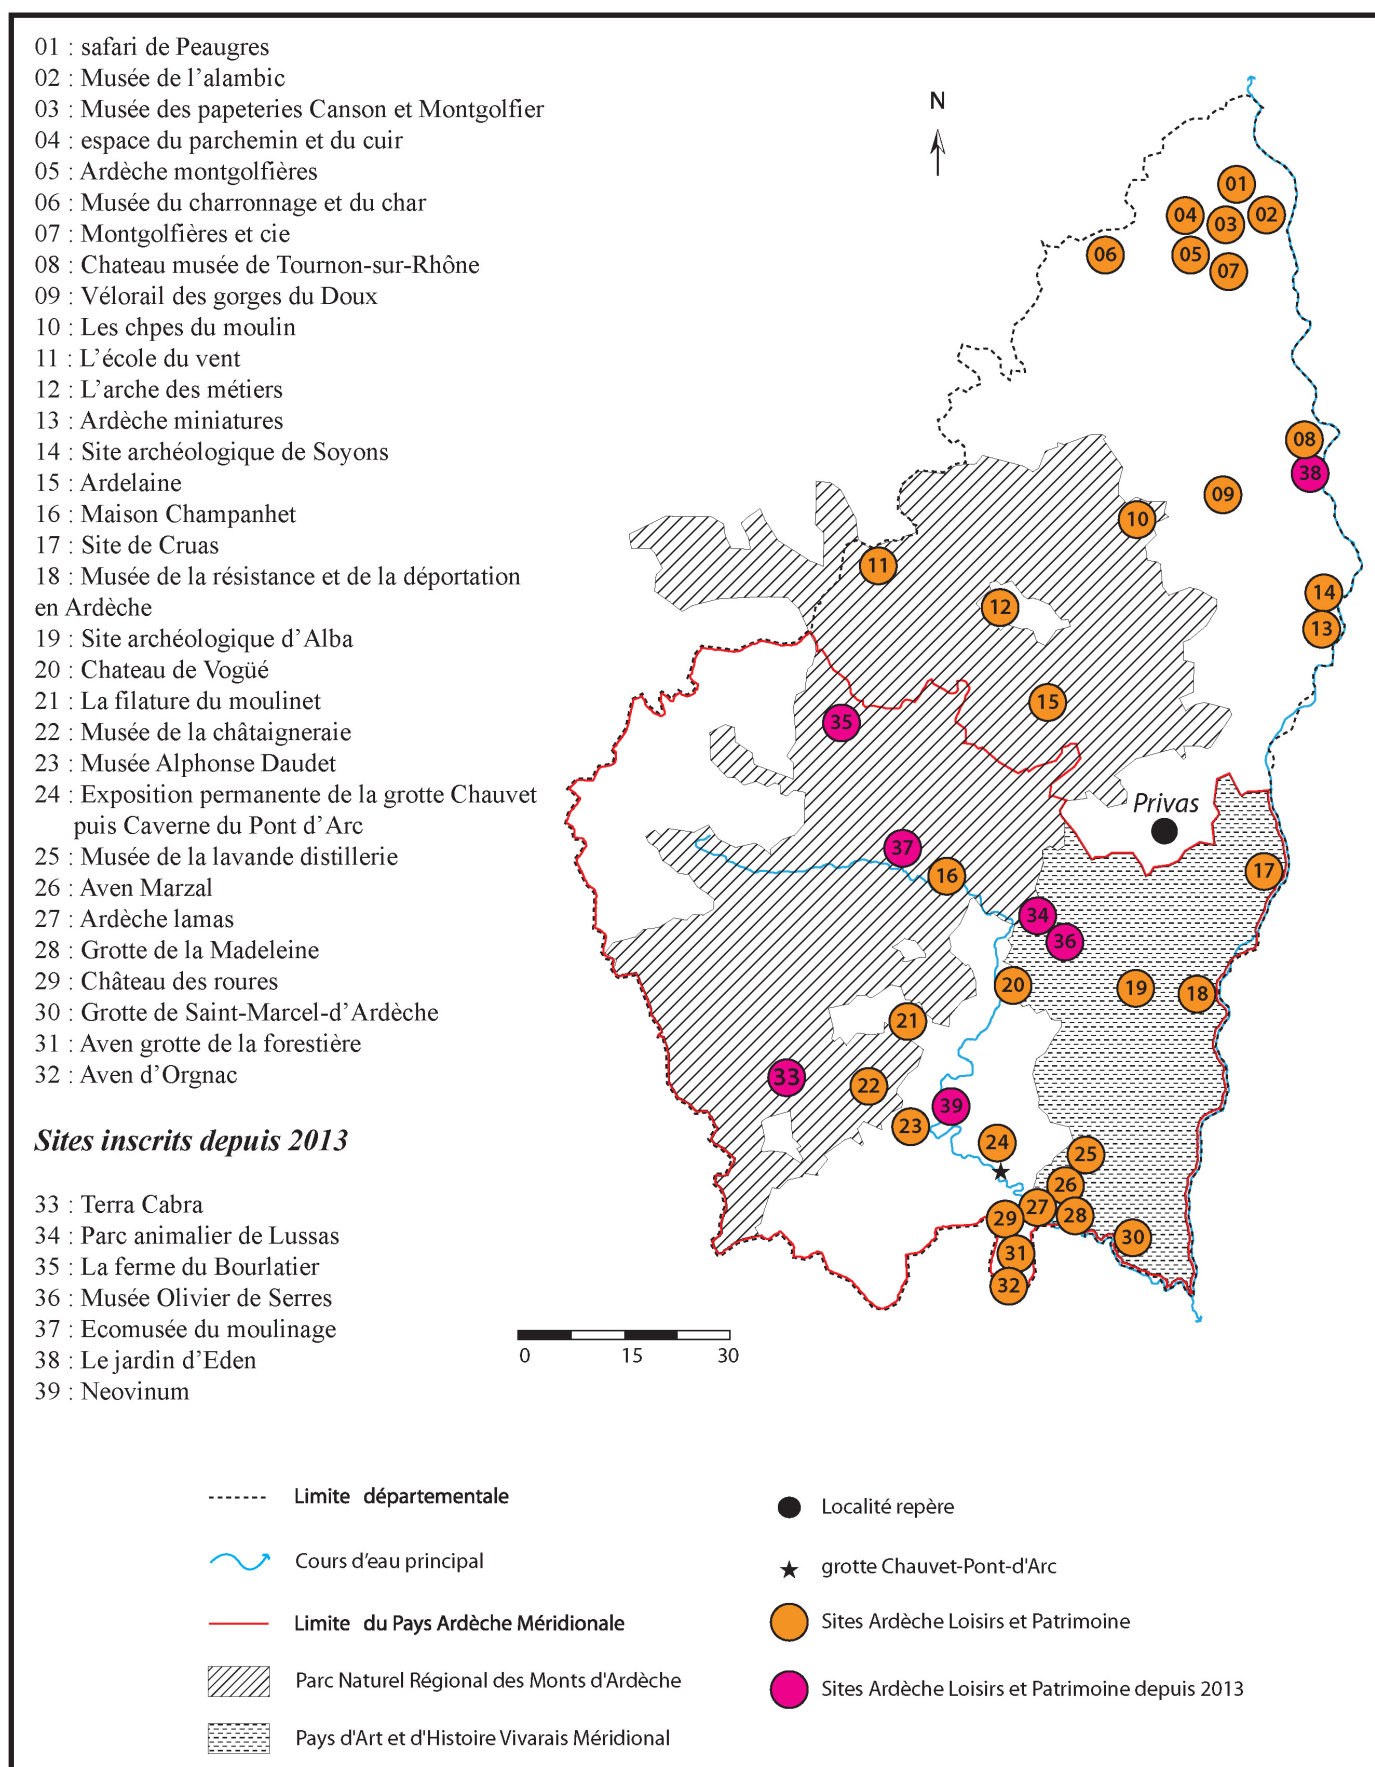 01 : safari de Peaugres
02 : Musée de l'alambic
03 : Musée des papeteries Canson et Montgolfier
04 : espace du parchemin et du cuir
05 : Ardèche montgolfières
06 : Musée du charronnage et du char
07 : Montgolfières et cie
08 : Chateau musée de Tournon-sur-Rhône
09 : Vélorail des gorges du Doux
10 : Les chpes du moulin
11 : L'école du vent
12 : L'arche des métiers
13 : Ardèche miniatures
14 : Site archéologique de Soyons
15 : Ardelaine
16 : Maison Champanhet
17 : Site de Cruas
18 : Musée de la résistance et de la déportation
en Ardèche
19 : Site archéologique d'Alba
20 : Chateau de Vogüé
21 : La filature du moulinet
22 : Musée de la châtaigneraie
23 : Musée Alphonse Daudet
24 : Exposition permanente de la grotte Chauvet
puis Caverne du Pont d'Arc
25 : Musée de la lavande distillerie
26 : Aven Marzal
27 : Ardèche lamas
28 : Grotte de la Madeleine
29 : Château des roures
30 : Grotte de Saint-Marcel-d'Ardèche
31 : Aven grotte de la forestière
32 : Aven d'Orgnac
Sites inscrits depuis 2013
33 : Terra Cabra
34 : Parc animalier de Lussas
35 : La ferme du Bourlatier
36 : Musée Olivier de Serres
37 : Ecomusée du moulinage
38 : Le jardin d'Eden
39 : Neovinum
N
01
04
03
02
06
05
07
08
38
09
10
11
14
12
13
15
35
Privas
37
16
17
34
36
20
19
18
21
33
22
39
23
24
25
26
27
28
29
30
31
32
0 15 30
Limite départementale
Cours d'eau principal
Limite du Pays Ardèche Méridionale
Parc Naturel Régional des Monts d'Ardèche
Pays d'Art et d'Histoire Vivarais Méridional
Localité repère
grotte Chauvet-Pont-d'Arc
Sites Ardèche Loisirs et Patrimoine
Sites Ardèche Loisirs et Patrimoine depuis 2013